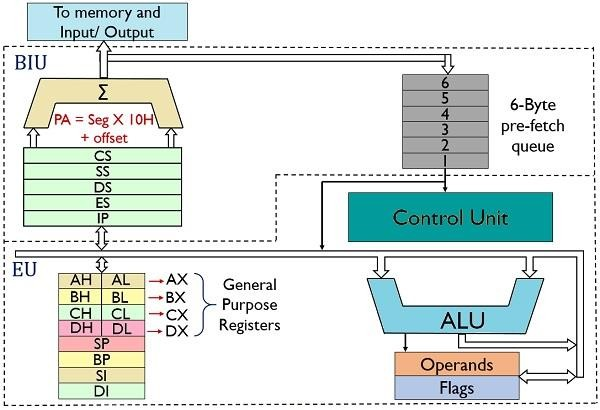 To memory and
Input/ Output
BIU
Σ
PA = Seg X 10H
+ offset
6
5
4
3
2
1
6-Byte
pre-fetch
queue
CS
SS
DS
ES
IP
Control Unit
EU
AH AL AX
BH BL BX
CH CL CX
DH DL DX
General
Purpose
Registers
SP
BP
SI
DI
ALU
Operands
Flags